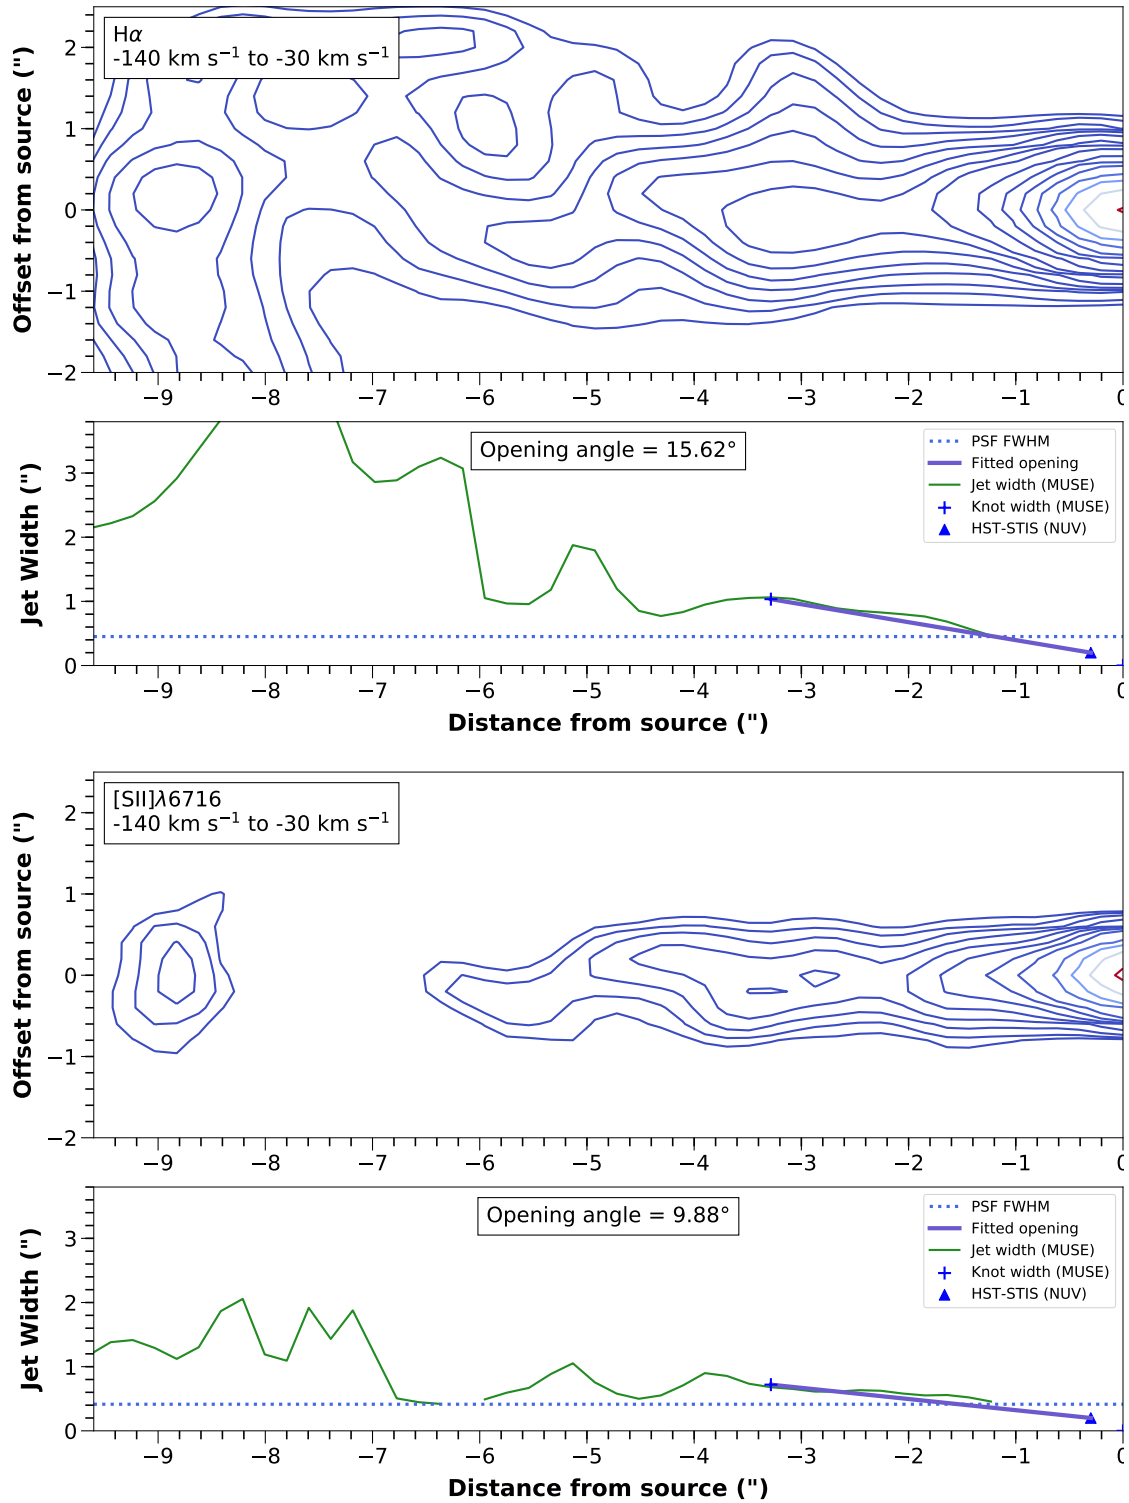 Hα
-140 km s⁻¹ to -30 km s⁻¹
Offset from source (")
2
1
0
−1
−2
−9 −8 −7 −6 −5 −4 −3 −2 −1 0
Opening angle = 15.62°
PSF FWHM
Fitted opening
Jet width (MUSE)
Knot width (MUSE)
HST-STIS (NUV)
Jet Width (")
3
2
1
0
−9 −8 −7 −6 −5 −4 −3 −2 −1 0
Distance from source (")
[SII]λ6716
-140 km s⁻¹ to -30 km s⁻¹
Offset from source (")
2
1
0
−1
−2
−9 −8 −7 −6 −5 −4 −3 −2 −1 0
Opening angle = 9.88°
PSF FWHM
Fitted opening
Jet width (MUSE)
Knot width (MUSE)
HST-STIS (NUV)
Jet Width (")
3
2
1
0
−9 −8 −7 −6 −5 −4 −3 −2 −1 0
Distance from source (")